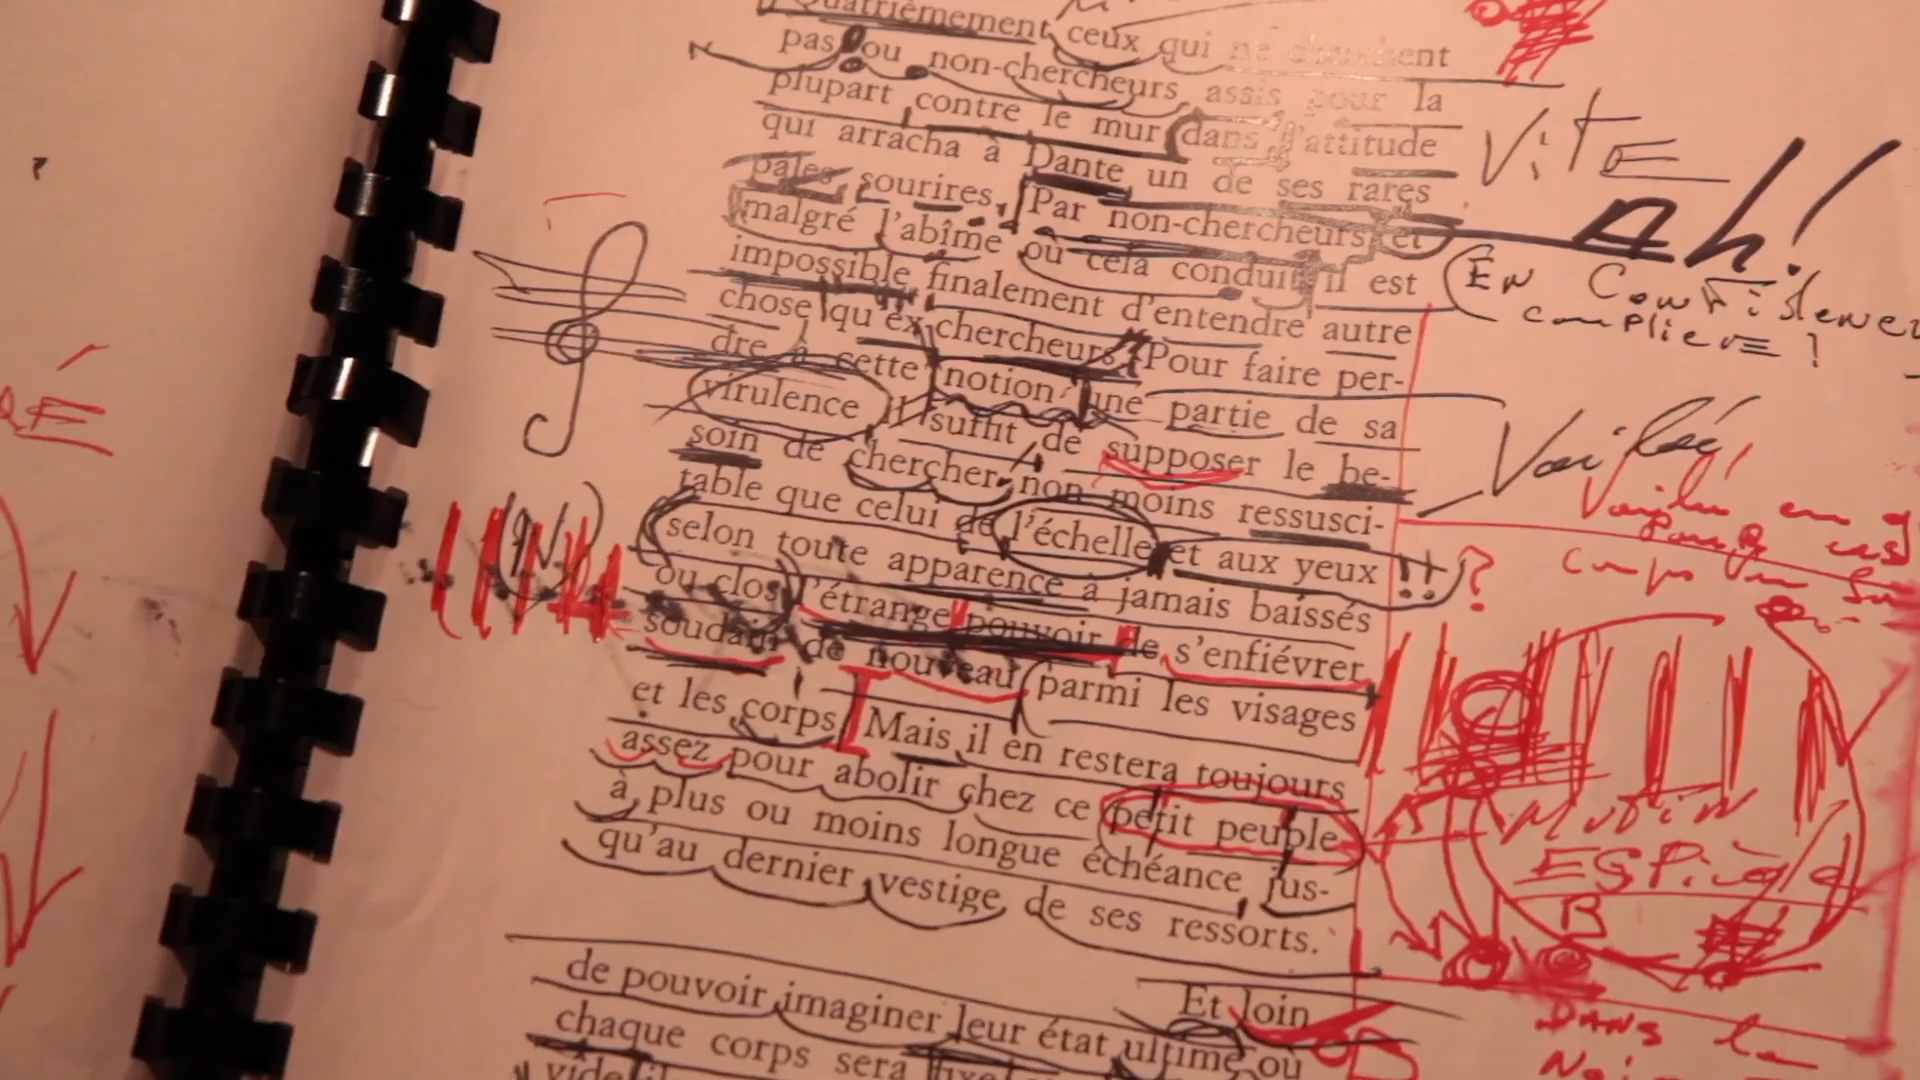 Quatrièmement ceux qui ne cherchent
pas ou non-chercheurs assis pour la
plupart contre le mur dans l'attitude
qui arracha à Dante un de ses rares
pâles sourires. Par non-chercheurs et
malgré l'abîme où cela conduit il est
impossible finalement d'entendre autre
chose qu'ex-chercheurs. Pour faire per-
dre à cette notion une partie de sa
virulence il suffit de supposer le be-
soin de chercher non moins ressusci-
table que celui de l'échelle et aux yeux
selon toute apparence à jamais baissés
ou clos l'étrange pouvoir de s'enfiévrer
soudain de nouveau parmi les visages
et les corps. Mais il en restera toujours
assez pour abolir chez ce petit peuple
à plus ou moins longue échéance jus-
qu'au dernier vestige de ses ressorts.
Et loin
de pouvoir imaginer leur état ultime où
chaque corps sera fixe
vide il
ViTE
Ah!
(EN
!!
?
ESPiègle
DANS la
RÉ